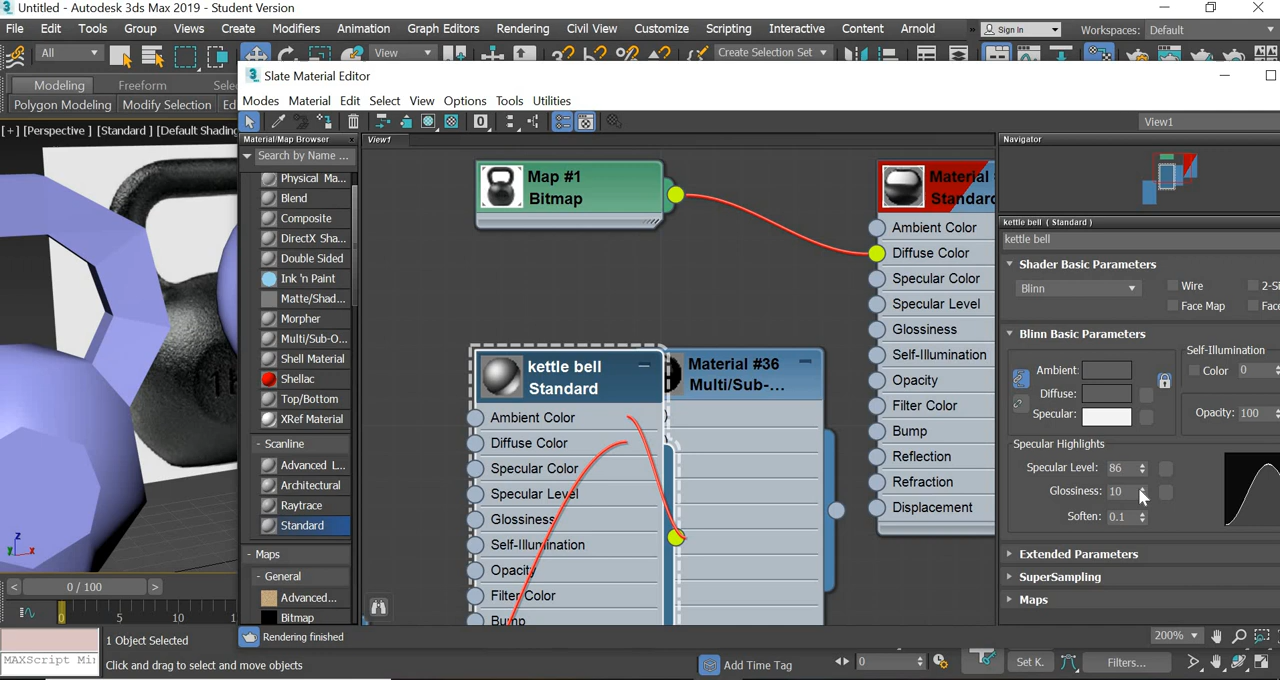 Untitled - Autodesk 3ds Max 2019 - Student Version
File Edit Tools Group Views Create Modifiers Animation Graph Editors Rendering Civil View Customize Scripting Interactive Content Arnold » Sign In Workspaces: Default
All View Create Selection Set
Modeling Freeform Selec
Polygon Modeling Modify Selection Ed
[+] [Perspective ] [Standard ] [Default Shading
Slate Material Editor
Modes Material Edit Select View Options Tools Utilities
View1
Material/Map Browser
Search by Name ...
Physical Ma...
Blend
Composite
DirectX Sha...
Double Sided
Ink 'n Paint
Matte/Shad...
Morpher
Multi/Sub-O...
Shell Material
Shellac
Top/Bottom
XRef Material
- Scanline
Advanced L...
Architectural
Raytrace
Standard
- Maps
- General
Advanced...
Bitmap
View1
Map #1
Bitmap
Material
Standard
Ambient Color
Diffuse Color
Specular Color
Specular Level
Glossiness
Self-Illumination
Opacity
Filter Color
Bump
Reflection
Refraction
Displacement
kettle bell
Standard
Ambient Color
Diffuse Color
Specular Color
Specular Level
Glossiness
Self-Illumination
Opacity
Filter Color
Bump
Material #36
Multi/Sub-...
Navigator
kettle bell ( Standard )
kettle bell
Shader Basic Parameters
Blinn
Wire
2-Si
Face Map
Face
Blinn Basic Parameters
Ambient:
Diffuse:
Specular:
Self-Illumination
Color 0
Opacity: 100
Specular Highlights
Specular Level: 86
Glossiness: 10
Soften: 0.1
Extended Parameters
SuperSampling
Maps
< 0 / 100 >
0 5 10
Rendering finished
200%
MAXScript Mi
1 Object Selected
Click and drag to select and move objects
Add Time Tag
0
Set K.
Filters...